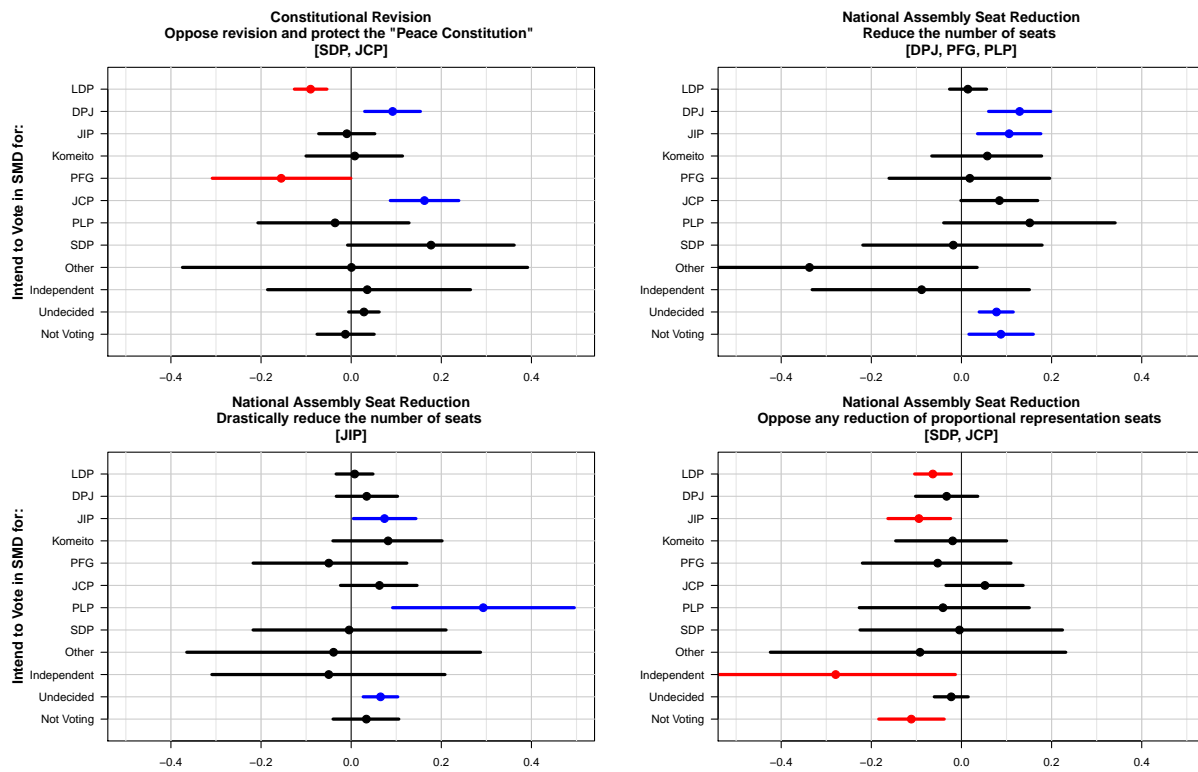 Constitutional Revision
Oppose revision and protect the "Peace Constitution"
[SDP, JCP]
Intend to Vote in SMD for:
LDP
DPJ
JIP
Komeito
PFG
JCP
PLP
SDP
Other
Independent
Undecided
Not Voting
−0.4 −0.2 0.0 0.2 0.4
National Assembly Seat Reduction
Reduce the number of seats
[DPJ, PFG, PLP]
LDP
DPJ
JIP
Komeito
PFG
JCP
PLP
SDP
Other
Independent
Undecided
Not Voting
−0.4 −0.2 0.0 0.2 0.4
National Assembly Seat Reduction
Drastically reduce the number of seats
[JIP]
Intend to Vote in SMD for:
LDP
DPJ
JIP
Komeito
PFG
JCP
PLP
SDP
Other
Independent
Undecided
Not Voting
−0.4 −0.2 0.0 0.2 0.4
National Assembly Seat Reduction
Oppose any reduction of proportional representation seats
[SDP, JCP]
LDP
DPJ
JIP
Komeito
PFG
JCP
PLP
SDP
Other
Independent
Undecided
Not Voting
−0.4 −0.2 0.0 0.2 0.4